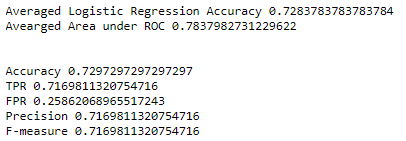 Averaged Logistic Regression Accuracy 0.7283783783783784
Avearged Area under ROC 0.7837982731229622
Accuracy 0.7297297297297297
TPR 0.7169811320754716
FPR 0.25862068965517243
Precision 0.7169811320754716
F-measure 0.7169811320754716